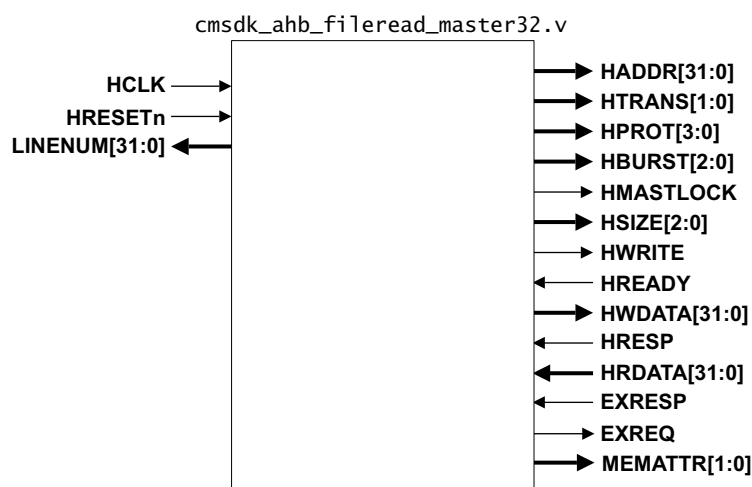 cmsdk_ahb_fileread_master32.v
HCLK
HRESETn
LINENUM[31:0]
HADDR[31:0]
HTRANS[1:0]
HPROT[3:0]
HBURST[2:0]
HMASTLOCK
HSIZE[2:0]
HWRITE
HREADY
HWDATA[31:0]
HRESP
HRDATA[31:0]
EXRESP
EXREQ
MEMATTR[1:0]